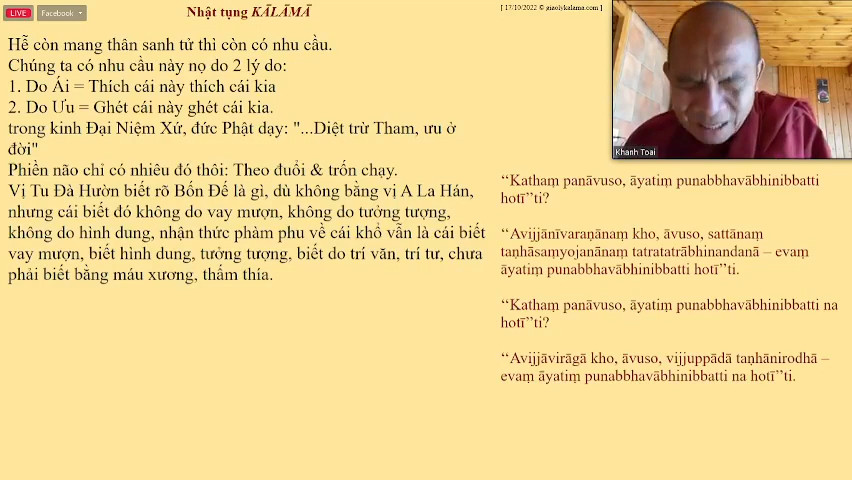 LIVE
Facebook
Nhật tụng KĀLĀMĀ
[ 17/10/2022 © giaolykalama.com ]
Hễ còn mang thân sanh tử thì còn có nhu cầu.
Chúng ta có nhu cầu này nọ do 2 lý do:
1. Do Ái = Thích cái này thích cái kia
2. Do Ưu = Ghét cái này ghét cái kia.
trong kinh Đại Niệm Xứ, đức Phật dạy: "...Diệt trừ Tham, ưu ở
đời"
Phiền não chỉ có nhiêu đó thôi: Theo đuổi & trốn chạy.
Vị Tu Đà Hườn biết rõ Bốn Đế là gì, dù không bằng vị A La Hán,
nhưng cái biết đó không do vay mượn, không do tưởng tượng,
không do hình dung, nhận thức phàm phu về cái khổ vẫn là cái biết
vay mượn, biết hình dung, tưởng tượng, biết do trí văn, trí tư, chưa
phải biết bằng máu xương, thấm thía.
Khanh Toai
‘‘Kathaṃ panāvuso, āyatiṃ punabbhavābhinibbatti
hotī’’ti?
‘‘Avijjānīvaraṇānaṃ kho, āvuso, sattānaṃ
taṇhāsaṃyojanānaṃ tatratatrābhinandanā – evaṃ
āyatiṃ punabbhavābhinibbatti hotī’’ti.
‘‘Kathaṃ panāvuso, āyatiṃ punabbhavābhinibbatti na
hotī’’ti?
‘‘Avijjāvirāgā kho, āvuso, vijjuppādā taṇhānirodhā –
evaṃ āyatiṃ punabbhavābhinibbatti na hotī’’ti.